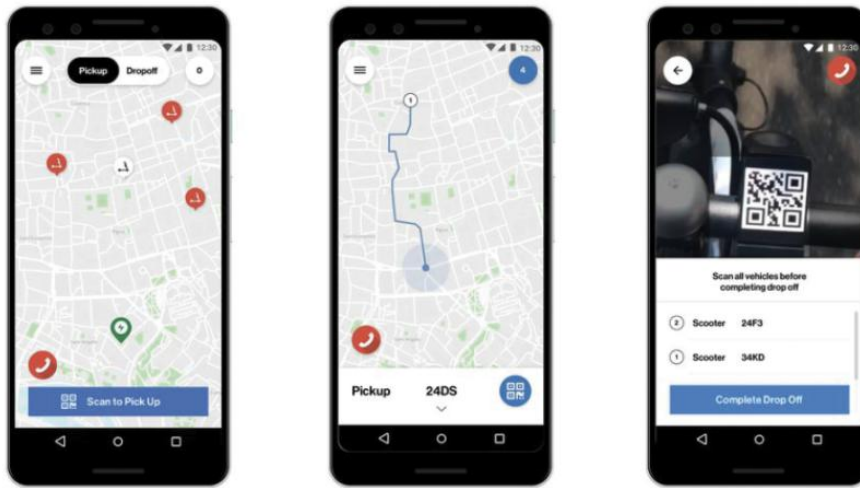 12:30
Pickup Dropoff 0
Scan to Pick Up
12:30
4
1
Pickup 24DS
12:30
Scan all vehicles before
completing drop off
2 Scooter 24F3
1 Scooter 34KD
Complete Drop Off